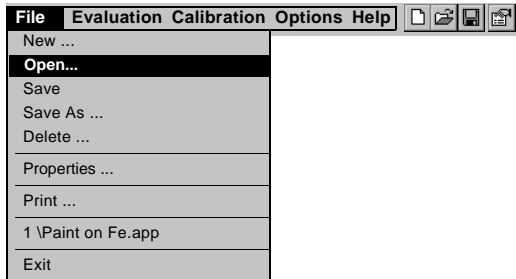 File Evaluation Calibration Options Help
New ...
Open...
Save
Save As ...
Delete ...
Properties ...
Print ...
1 \Paint on Fe.app
Exit